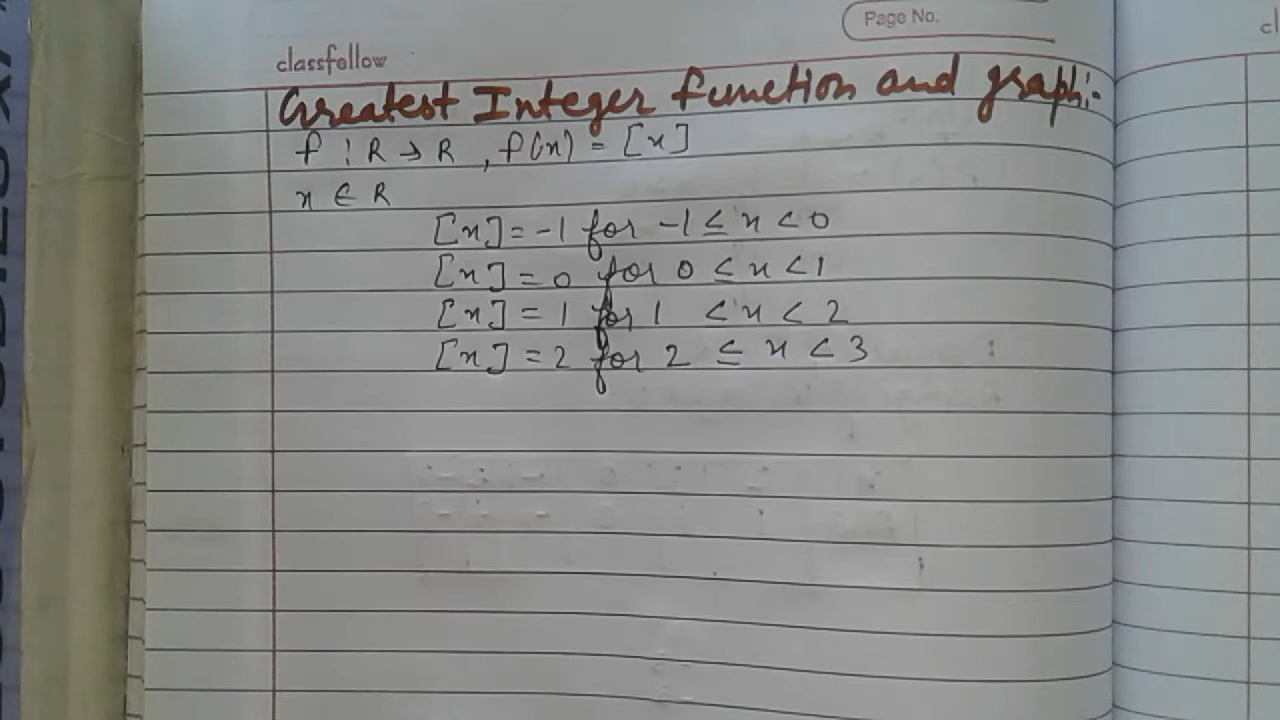 Page No.
classfollow
Greatest Integer function and graph:-
f : R → R , f(x) = [x]
x ∈ R
[x] = -1 for -1 ≤ x < 0
[x] = 0 for 0 ≤ x < 1
[x] = 1 for 1 < x < 2
[x] = 2 for 2 ≤ x < 3